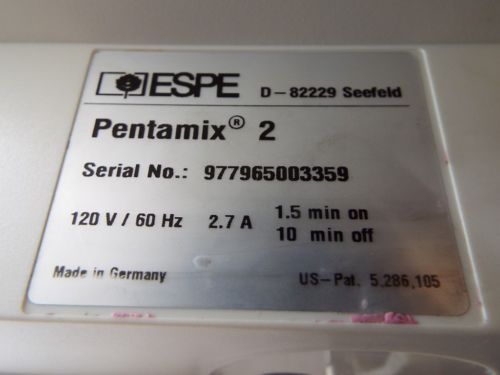 ESPE D-82229 Seefeld
Pentamix® 2
Serial No.: 977965003359
120 V / 60 Hz 2.7 A 1.5 min on
10 min off
Made in Germany US-Pat. 5,286,105